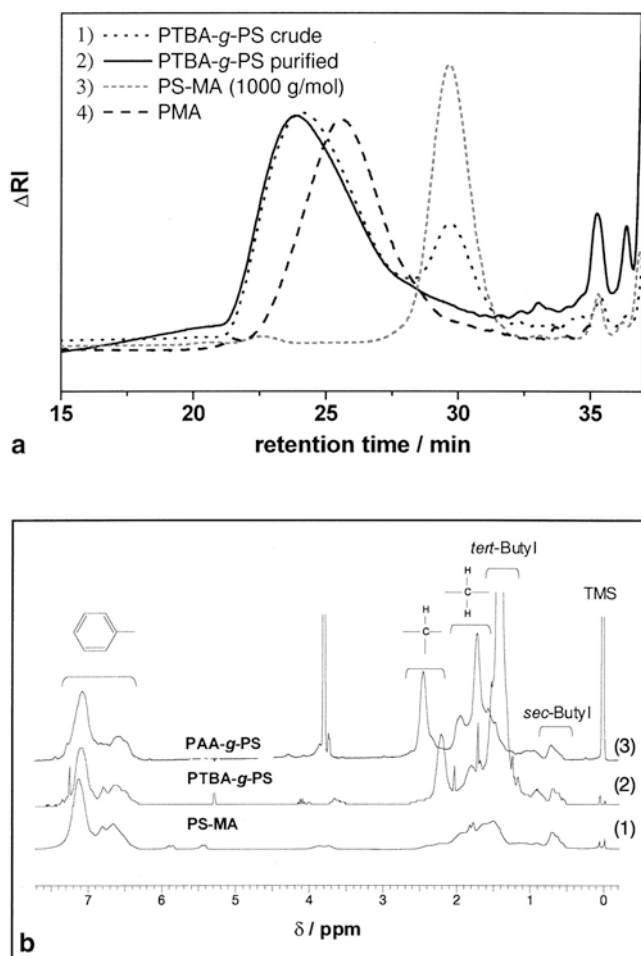 1) PTBA-g-PS crude
2) PTBA-g-PS purified
3) PS-MA (1000 g/mol)
4) PMA
ΔRI
15 20 25 30 35
a retention time / min
tert-Butyl
H
H C TMS
C H
sec-Butyl
PAA-g-PS (3)
PTBA-g-PS (2)
PS-MA (1)
7 6 5 4 3 2 1 0
δ / ppm
b